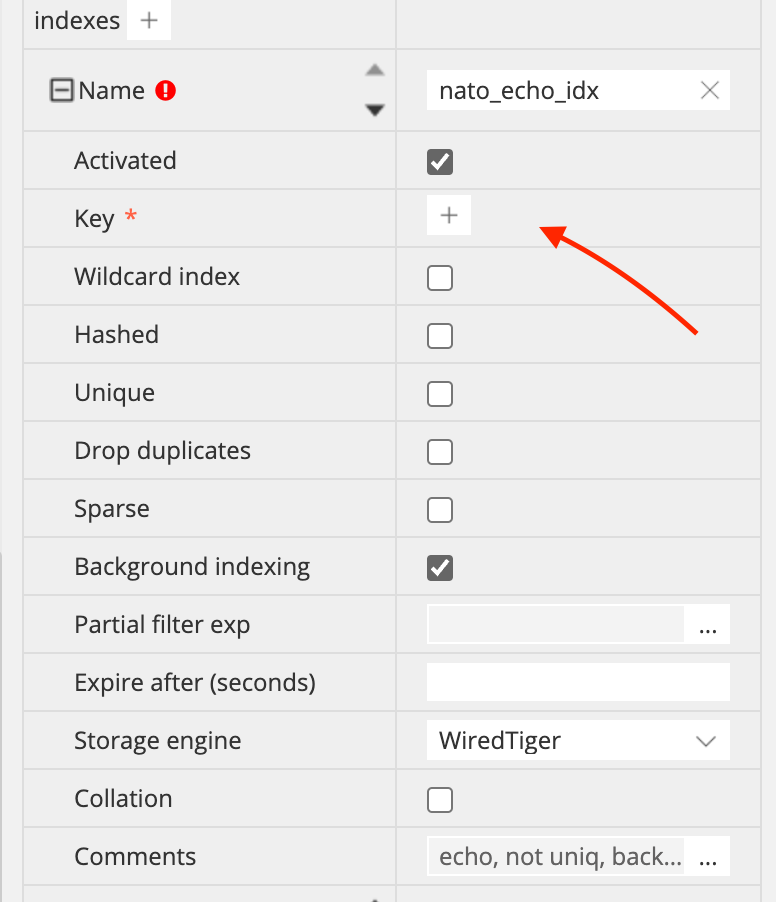 indexes +
Name nato_echo_idx
Activated
Key * +
Wildcard index
Hashed
Unique
Drop duplicates
Sparse
Background indexing
Partial filter exp ...
Expire after (seconds)
Storage engine WiredTiger
Collation
Comments echo, not uniq, back... ...